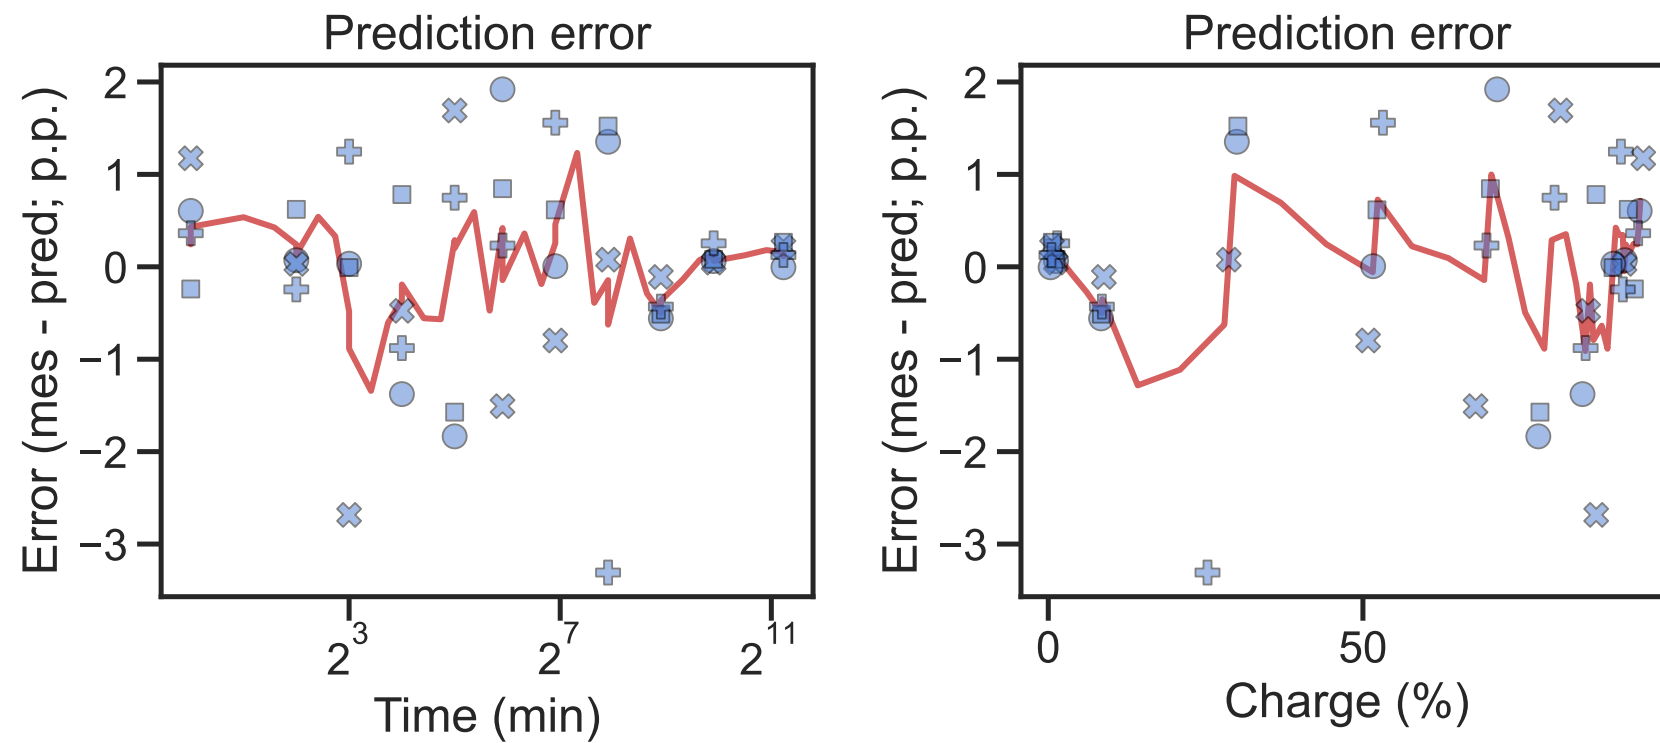 Prediction error
Error (mes - pred; p.p.)
2
1
0
−1
−2
−3
2^3
2^7
2^11
Time (min)
Prediction error
Error (mes - pred; p.p.)
2
1
0
−1
−2
−3
0
50
Charge (%)